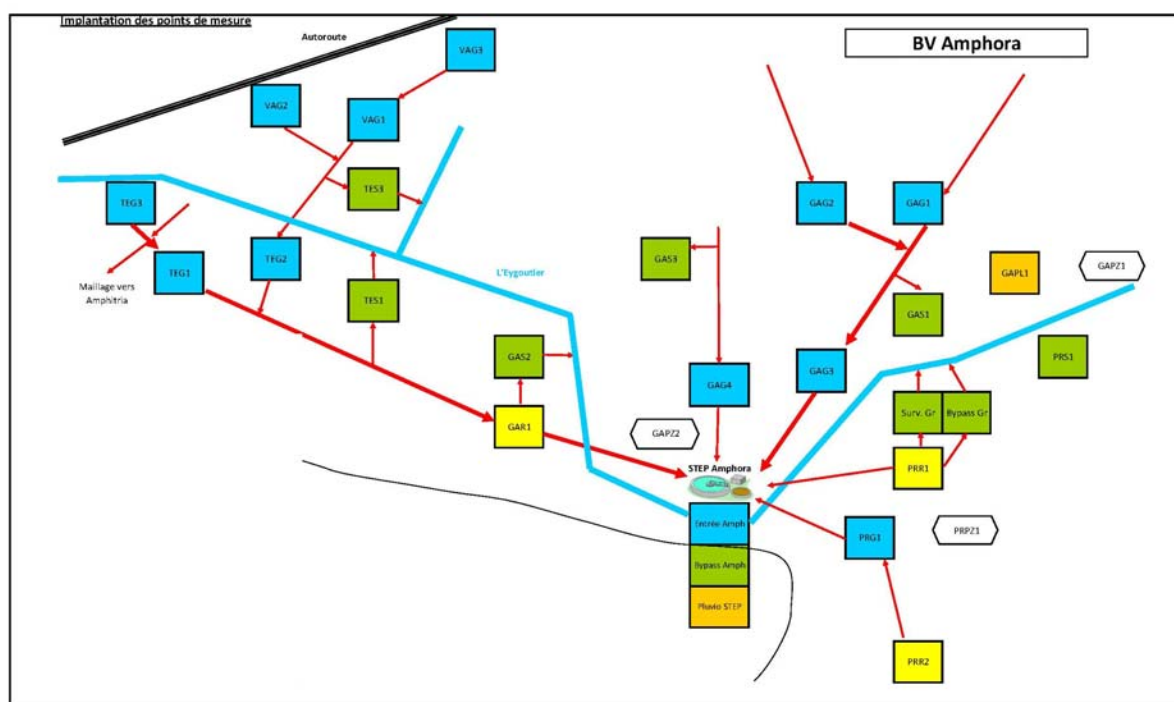 Implantation des points de mesure
Autoroute
VAG3
BV Amphora
VAG2
VAG1
TES3
TEG3
GAG2
GAG1
GAS3
TEG1
TEG2
L'Eygoutier
GAPL1
GAPZ1
Maillage vers
Amphitria
TES1
GAS1
GAS2
GAG4
GAG3
PRS1
Surv. Gr
Bypass Gr
GAR1
GAPZ2
STEP Amphora
PRR1
Entrée Amph
PRG3
PRPZ1
Bypass Amph
Pluvio STEP
PRR2